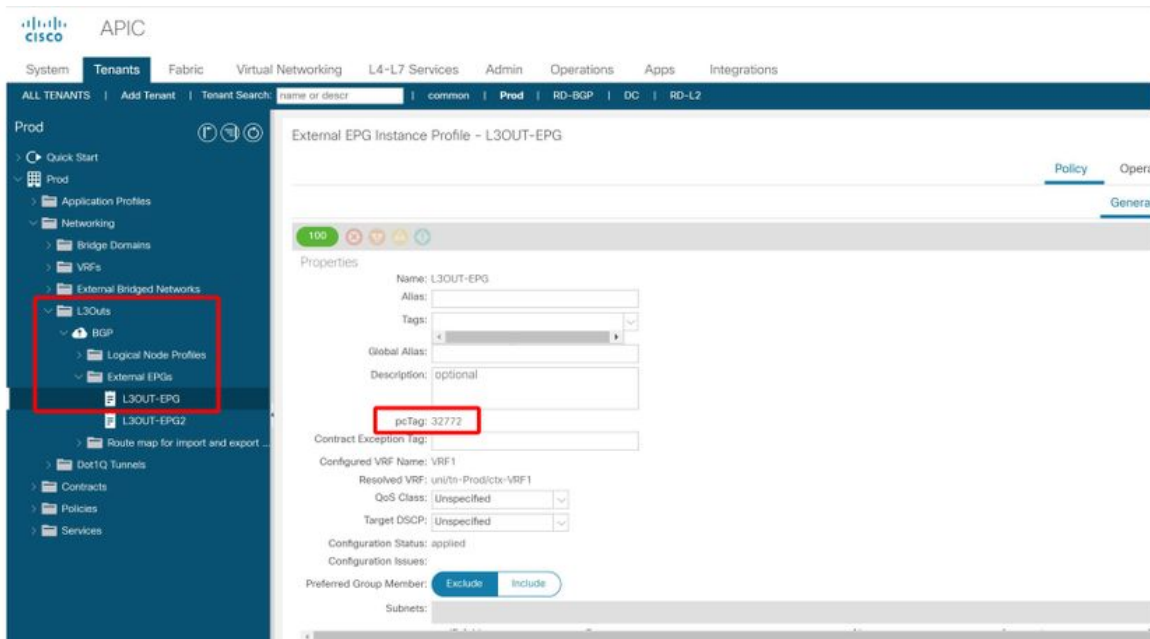 CISCO
APIC
System Tenants Fabric Virtual Networking L4-L7 Services Admin Operations Apps Integrations
ALL TENANTS | Add Tenant | Tenant Search: name or descr | common | Prod | RD-BGP | DC | RD-L2
Prod
Quick Start
Prod
Application Profiles
Networking
Bridge Domains
VRFs
External Bridged Networks
L3Outs
BGP
Logical Node Profiles
External EPGs
L3OUT-EPG
L3OUT-EPG2
Route map for import and export ...
Dot1Q Tunnels
Contracts
Policies
Services
External EPG Instance Profile - L3OUT-EPG
Policy Opera
Genera
100
Properties
Name: L3OUT-EPG
Alias:
Tags:
Global Alias:
Description: optional
pcTag: 32772
Contract Exception Tag:
Configured VRF Name: VRF1
Resolved VRF: uni/tn-Prod/ctx-VRF1
QoS Class: Unspecified
Target DSCP: Unspecified
Configuration Status: applied
Configuration Issues:
Preferred Group Member: Exclude Include
Subnets: